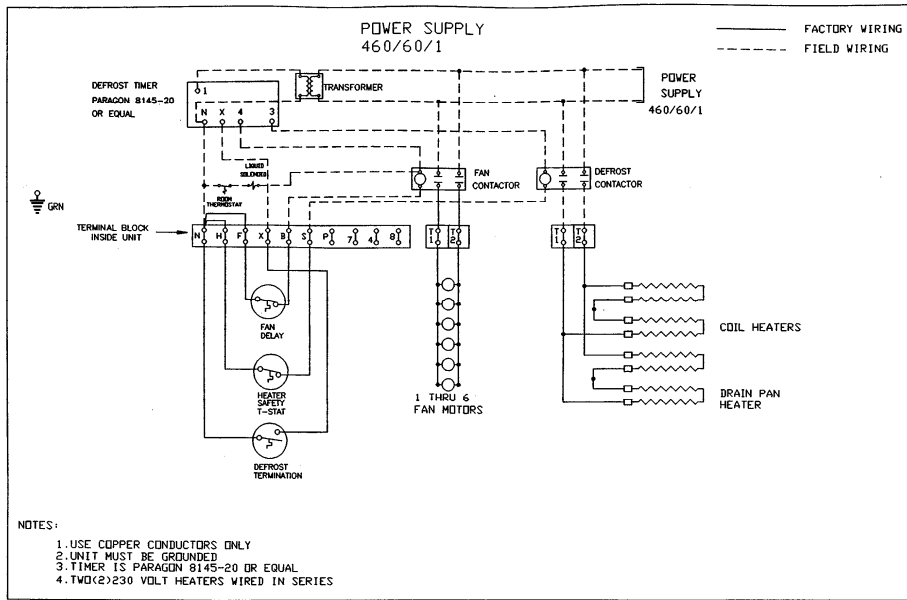 POWER SUPPLY
460/60/1
FACTORY WIRING
FIELD WIRING
DEFROST TIMER
PARAGON 8145-20
OR EQUAL
1
N X 4 3
TRANSFORMER
POWER
SUPPLY
460/60/1
LIQUID
SOLENOID
ROOM
THERMOSTAT
FAN
CONTACTOR
DEFROST
CONTACTOR
GRN
TERMINAL BLOCK
INSIDE UNIT
N H F X B S P 7 4 8
T1 T2
T1 T2
FAN
DELAY
HEATER
SAFETY
T-STAT
DEFROST
TERMINATION
1 THRU 6
FAN MOTORS
COIL HEATERS
DRAIN PAN
HEATER
NOTES:
1.USE COPPER CONDUCTORS ONLY
2.UNIT MUST BE GROUNDED
3.TIMER IS PARAGON 8145-20 OR EQUAL
4.TWO(2)230 VOLT HEATERS WIRED IN SERIES